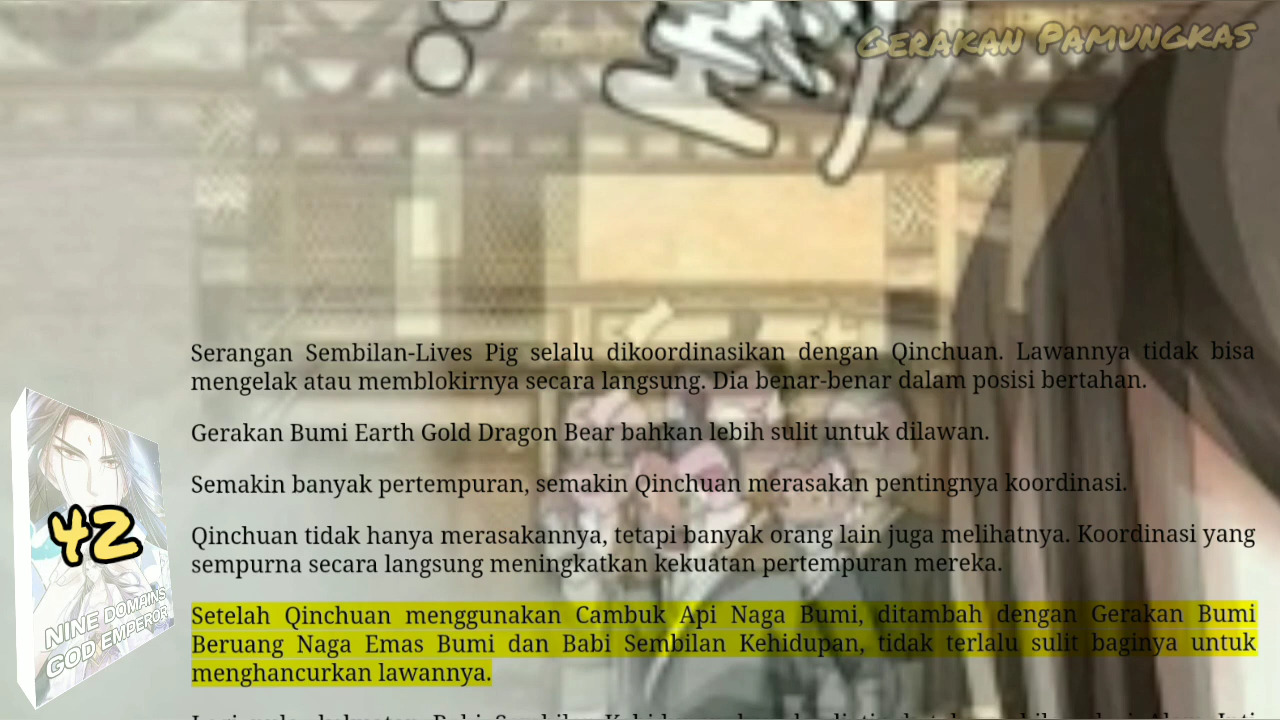 Gerakan Pamungkas
Serangan Sembilan-Lives Pig selalu dikoordinasikan dengan Qinchuan. Lawannya tidak bisa
mengelak atau memblokirnya secara langsung. Dia benar-benar dalam posisi bertahan.
Gerakan Bumi Earth Gold Dragon Bear bahkan lebih sulit untuk dilawan.
Semakin banyak pertempuran, semakin Qinchuan merasakan pentingnya koordinasi.
Qinchuan tidak hanya merasakannya, tetapi banyak orang lain juga melihatnya. Koordinasi yang
sempurna secara langsung meningkatkan kekuatan pertempuran mereka.
Setelah Qinchuan menggunakan Cambuk Api Naga Bumi, ditambah dengan Gerakan Bumi
Beruang Naga Emas Bumi dan Babi Sembilan Kehidupan, tidak terlalu sulit baginya untuk
menghancurkan lawannya.
42
NINE DOMAINS
GOD EMPEROR